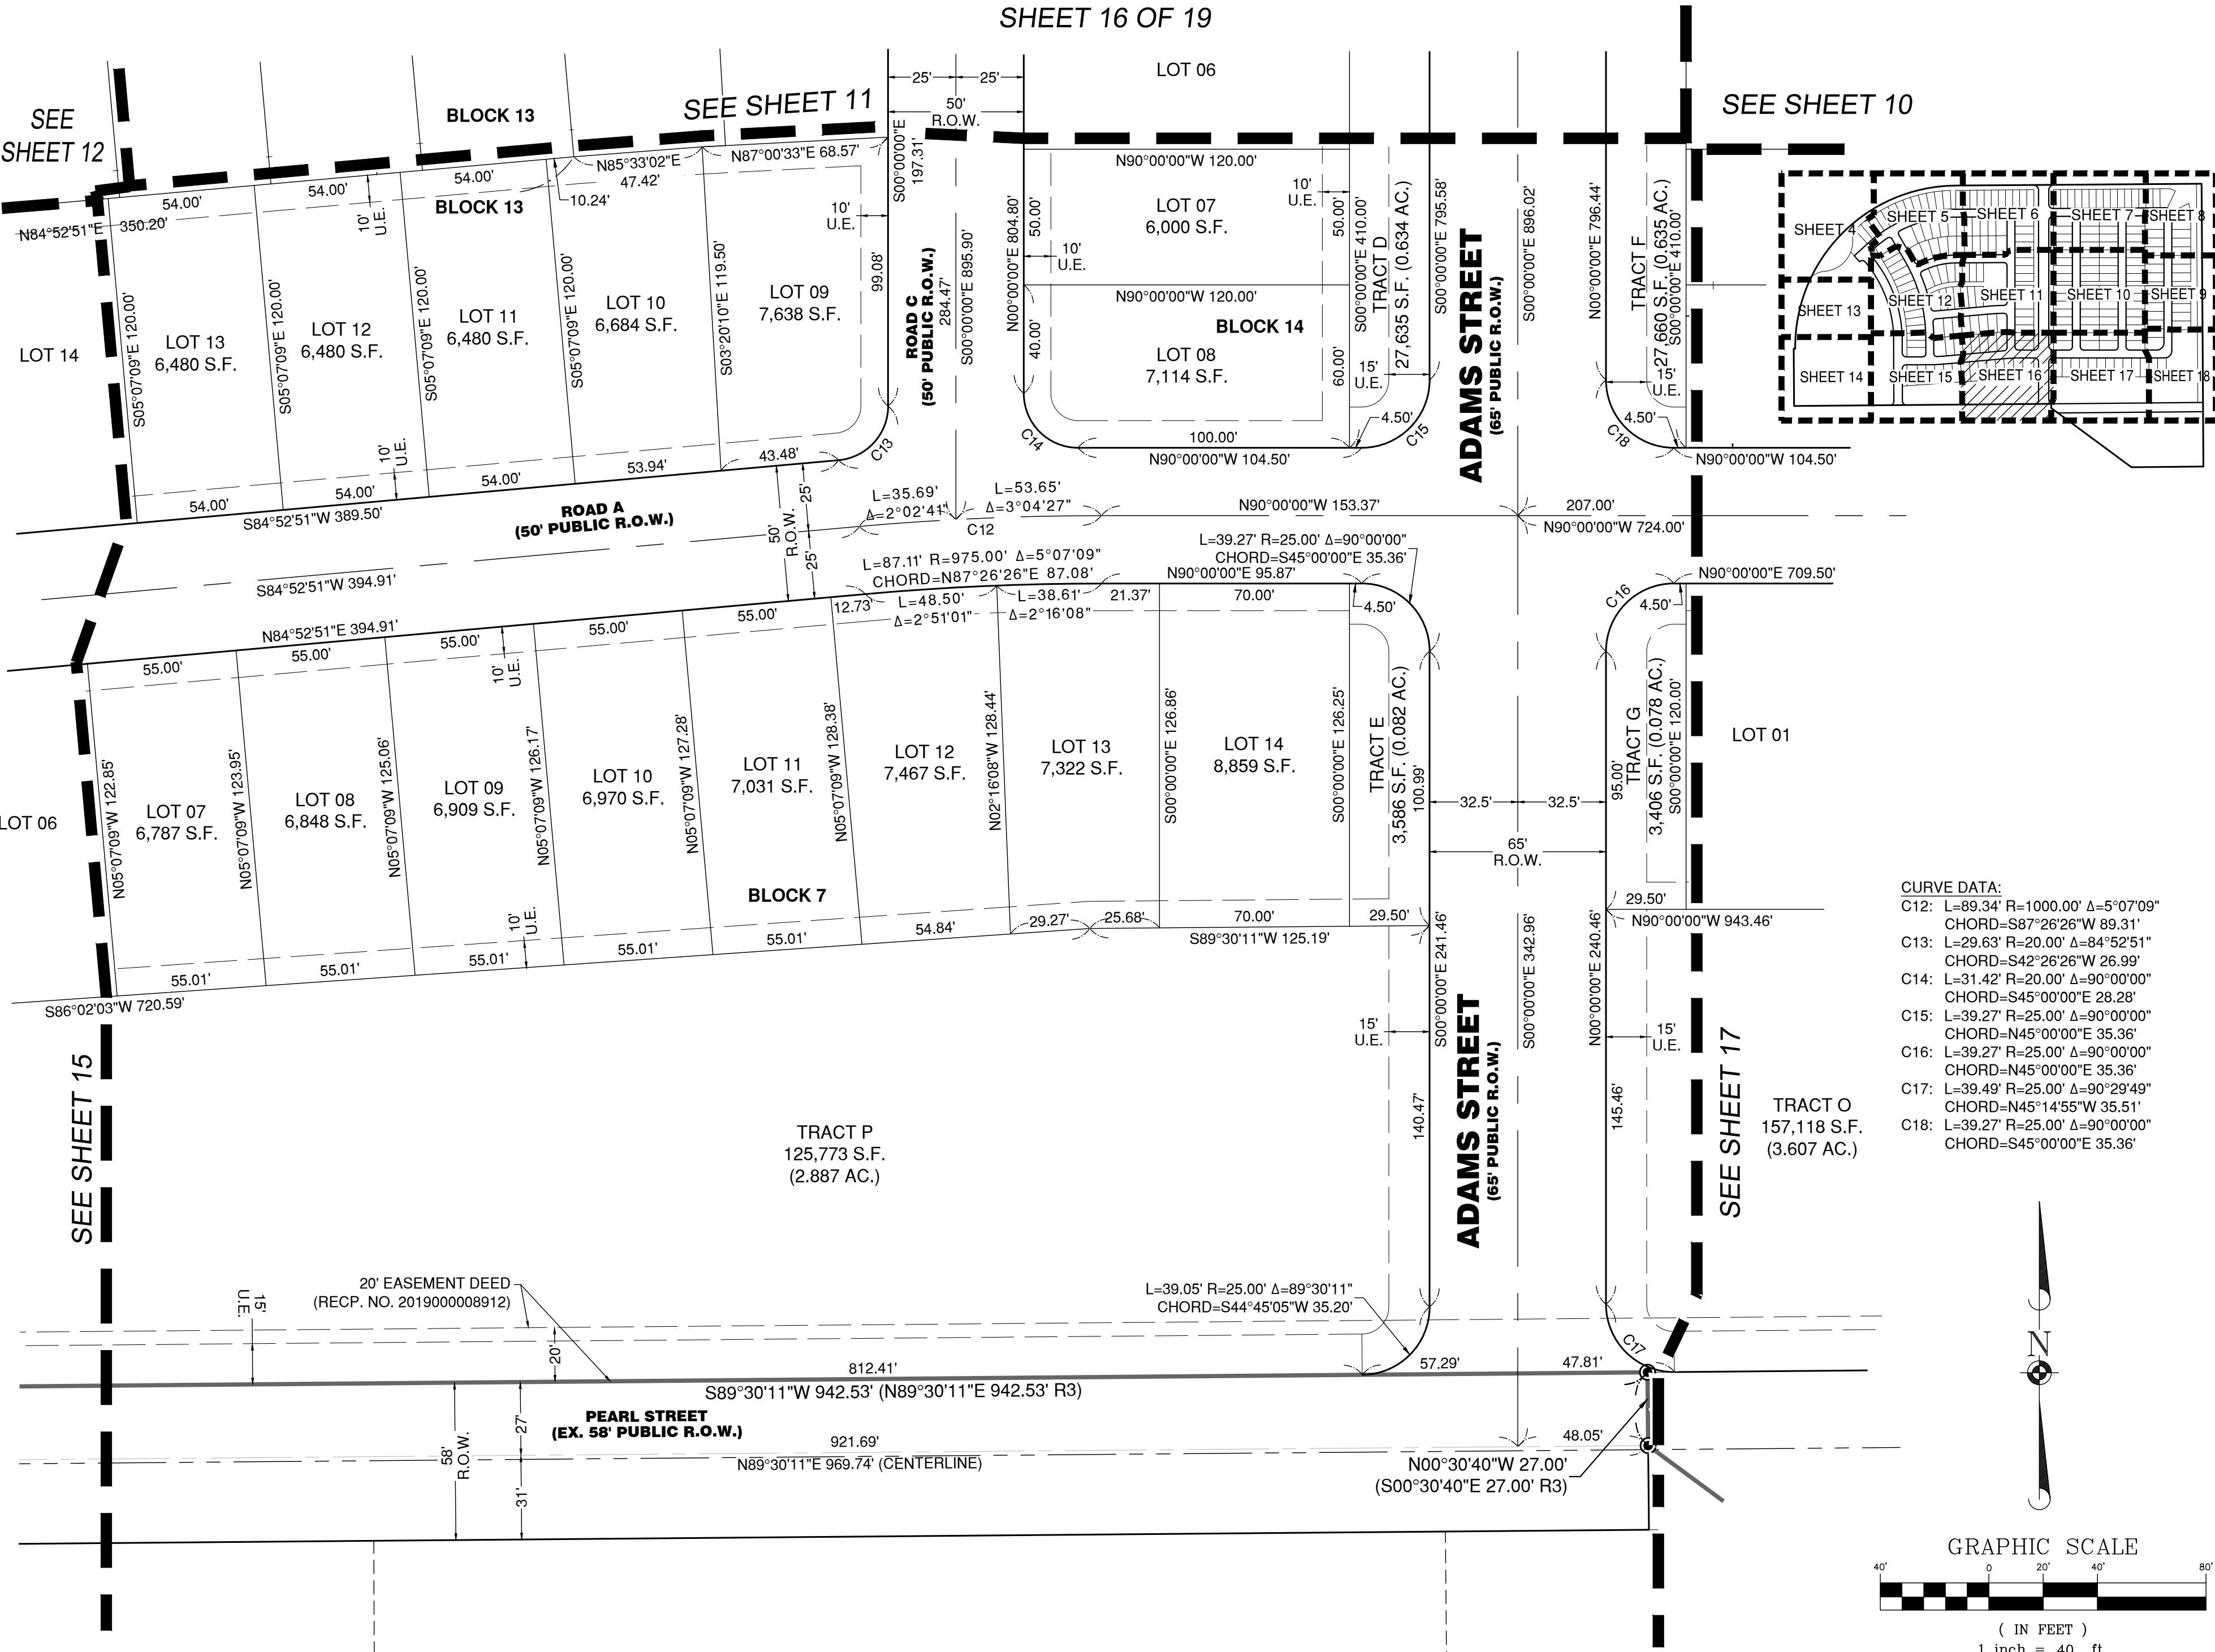 SHEET 16 OF 19
SEE
SHEET 12
BLOCK 13
SEE SHEET 11
25'
25'
50'
R.O.W.
LOT 06
SEE SHEET 10
N84°52'51"E 350.20'
54.00'
54.00'
54.00'
10'
U.E.
BLOCK 13
10.24'
N85°33'02"E
47.42'
N87°00'33"E 68.57'
S00°00'00"E
197.31'
10'
U.E.
99.08'
LOT 14
S05°07'09"E 120.00'
LOT 13
6,480 S.F.
S05°07'09"E 120.00'
LOT 12
6,480 S.F.
S05°07'09"E 120.00'
LOT 11
6,480 S.F.
S05°07'09"E 120.00'
LOT 10
6,684 S.F.
S03°20'10"E 119.50'
LOT 09
7,638 S.F.
ROAD C
(50' PUBLIC R.O.W.)
284.47'
S00°00'00"E 895.90'
N00°00'00"E 804.80'
50.00'
N90°00'00"W 120.00'
10'
U.E.
LOT 07
6,000 S.F.
10'
U.E.
50.00'
N90°00'00"W 120.00'
BLOCK 14
40.00'
LOT 08
7,114 S.F.
60.00'
S00°00'00"E 410.00'
TRACT D
27,635 S.F. (0.634 AC.)
S00°00'00"E 795.58'
15'
U.E.
4.50'
C15
C14
C13
100.00'
N90°00'00"W 104.50'
ADAMS STREET
(65' PUBLIC R.O.W.)
S00°00'00"E 896.02'
N00°00'00"E 796.44'
TRACT F
27,660 S.F. (0.635 AC.)
S00°00'00"E 410.00'
15'
U.E.
4.50'
C18
N90°00'00"W 104.50'
SHEET 4
SHEET 5
SHEET 6
SHEET 7
SHEET 8
SHEET 13
SHEET 12
SHEET 11
SHEET 10
SHEET 9
SHEET 14
SHEET 15
SHEET 16
SHEET 17
SHEET 18
10'
U.E.
54.00'
54.00'
54.00'
53.94'
43.48'
S84°52'51"W 389.50'
ROAD A
(50' PUBLIC R.O.W.)
50'
R.O.W.
25'
25'
L=35.69'
Δ=2°02'41"
L=53.65'
Δ=3°04'27"
C12
N90°00'00"W 153.37'
207.00'
N90°00'00"W 724.00'
S84°52'51"W 394.91'
L=87.11' R=975.00' Δ=5°07'09"
CHORD=N87°26'26"E 87.08'
L=39.27' R=25.00' Δ=90°00'00"
CHORD=S45°00'00"E 35.36'
N90°00'00"E 95.87'
C16
N90°00'00"E 709.50'
N84°52'51"E 394.91'
55.00'
55.00'
55.00'
55.00'
55.00'
12.73'
L=48.50'
Δ=2°51'01"
L=38.61'
Δ=2°16'08"
21.37'
70.00'
4.50'
4.50'
10'
U.E.
LOT 06
N05°07'09"W 122.85'
LOT 07
6,787 S.F.
N05°07'09"W 123.95'
LOT 08
6,848 S.F.
N05°07'09"W 125.06'
LOT 09
6,909 S.F.
N05°07'09"W 126.17'
LOT 10
6,970 S.F.
N05°07'09"W 127.28'
LOT 11
7,031 S.F.
N05°07'09"W 128.38'
LOT 12
7,467 S.F.
N02°16'08"W 128.44'
LOT 13
7,322 S.F.
S00°00'00"E 126.86'
LOT 14
8,859 S.F.
S00°00'00"E 126.25'
TRACT E
3,586 S.F. (0.082 AC.)
100.99'
32.5'
32.5'
65'
R.O.W.
95.00'
TRACT G
3,406 S.F. (0.078 AC.)
S00°00'00"E 120.00'
LOT 01
BLOCK 7
10'
U.E.
55.01'
55.01'
55.01'
55.01'
55.01'
54.84'
29.27'
25.68'
70.00'
29.50'
S89°30'11"W 125.19'
29.50'
N90°00'00"W 943.46'
S86°02'03"W 720.59'
S00°00'00"E 241.46'
S00°00'00"E 342.96'
N00°00'00"E 240.46'
15'
U.E.
15'
U.E.
ADAMS STREET
(65' PUBLIC R.O.W.)
140.47'
145.46'
SEE SHEET 15
SEE SHEET 17
TRACT P
125,773 S.F.
(2.887 AC.)
TRACT O
157,118 S.F.
(3.607 AC.)
CURVE DATA:
C12: L=89.34' R=1000.00' Δ=5°07'09"
CHORD=S87°26'26"W 89.31'
C13: L=29.63' R=20.00' Δ=84°52'51"
CHORD=S42°26'26"W 26.99'
C14: L=31.42' R=20.00' Δ=90°00'00"
CHORD=S45°00'00"E 28.28'
C15: L=39.27' R=25.00' Δ=90°00'00"
CHORD=N45°00'00"E 35.36'
C16: L=39.27' R=25.00' Δ=90°00'00"
CHORD=N45°00'00"E 35.36'
C17: L=39.49' R=25.00' Δ=90°29'49"
CHORD=N45°14'55"W 35.51'
C18: L=39.27' R=25.00' Δ=90°00'00"
CHORD=S45°00'00"E 35.36'
15'
U.E.
20' EASEMENT DEED
(RECP. NO. 2019000008912)
20'
L=39.05' R=25.00' Δ=89°30'11"
CHORD=S44°45'05"W 35.20'
C17
812.41'
57.29'
47.81'
S89°30'11"W 942.53' (N89°30'11"E 942.53' R3)
PEARL STREET
(EX. 58' PUBLIC R.O.W.)
27'
58'
R.O.W.
31'
921.69'
48.05'
N89°30'11"E 969.74' (CENTERLINE)
N00°30'40"W 27.00'
(S00°30'40"E 27.00' R3)
N
GRAPHIC SCALE
40' 0 20' 40' 80'
( IN FEET )
1 inch = 40 ft.